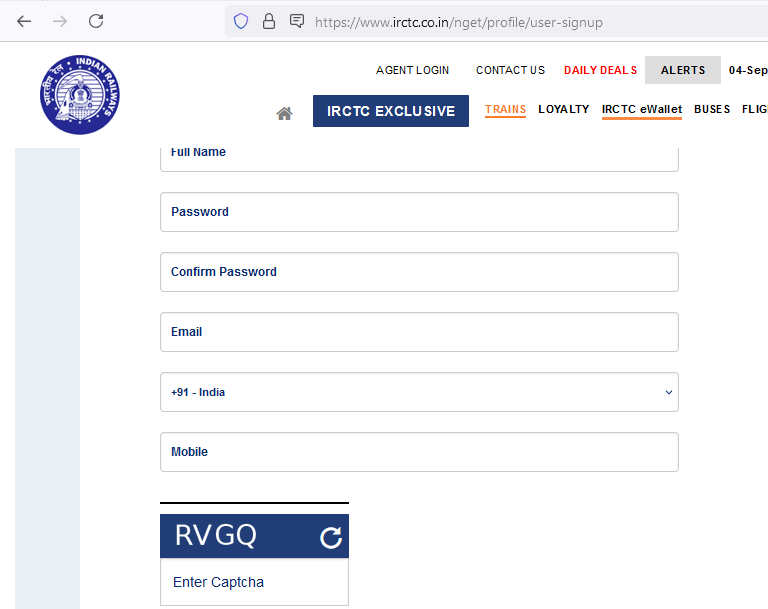 https://www.irctc.co.in/nget/profile/user-signup
भारतीय रेल INDIAN RAILWAYS
AGENT LOGIN CONTACT US DAILY DEALS ALERTS 04-Sep
IRCTC EXCLUSIVE TRAINS LOYALTY IRCTC eWallet BUSES FLIG
Full Name
Password
Confirm Password
Email
+91 - India
Mobile
RVGQ
Enter Captcha